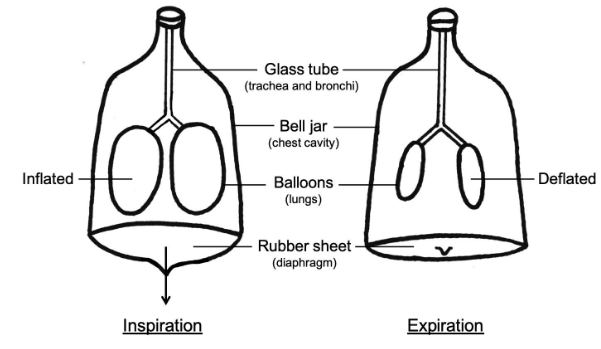 Glass tube
(trachea and bronchi)
Bell jar
(chest cavity)
Inflated
Balloons
(lungs)
Deflated
Rubber sheet
(diaphragm)
Inspiration
Expiration